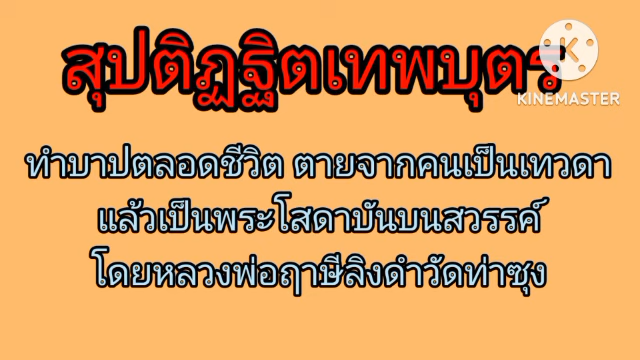 สุปติฏฐิตเทพบุตร
KINEMASTER
ทำบาปตลอดชีวิต ตายจากคนเป็นเทวดา
แล้วเป็นพระโสดาบันบนสวรรค์
โดยหลวงพ่อฤาษีลิงดำวัดท่าซุง